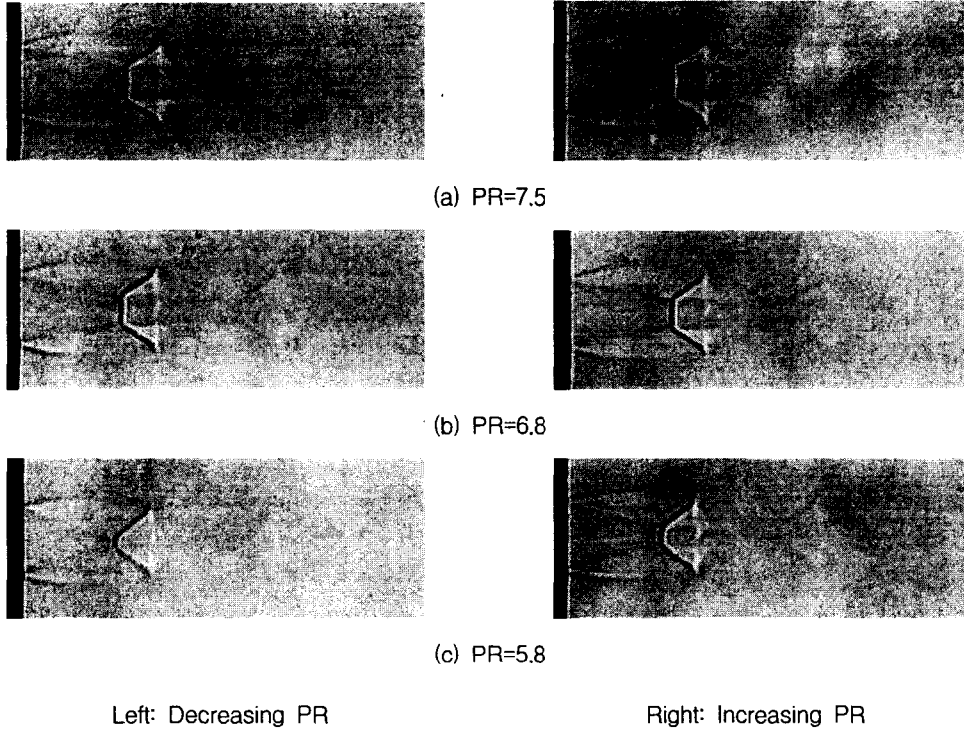 (a) PR=7.5
(b) PR=6.8
(c) PR=5.8
Left: Decreasing PR
Right: Increasing PR